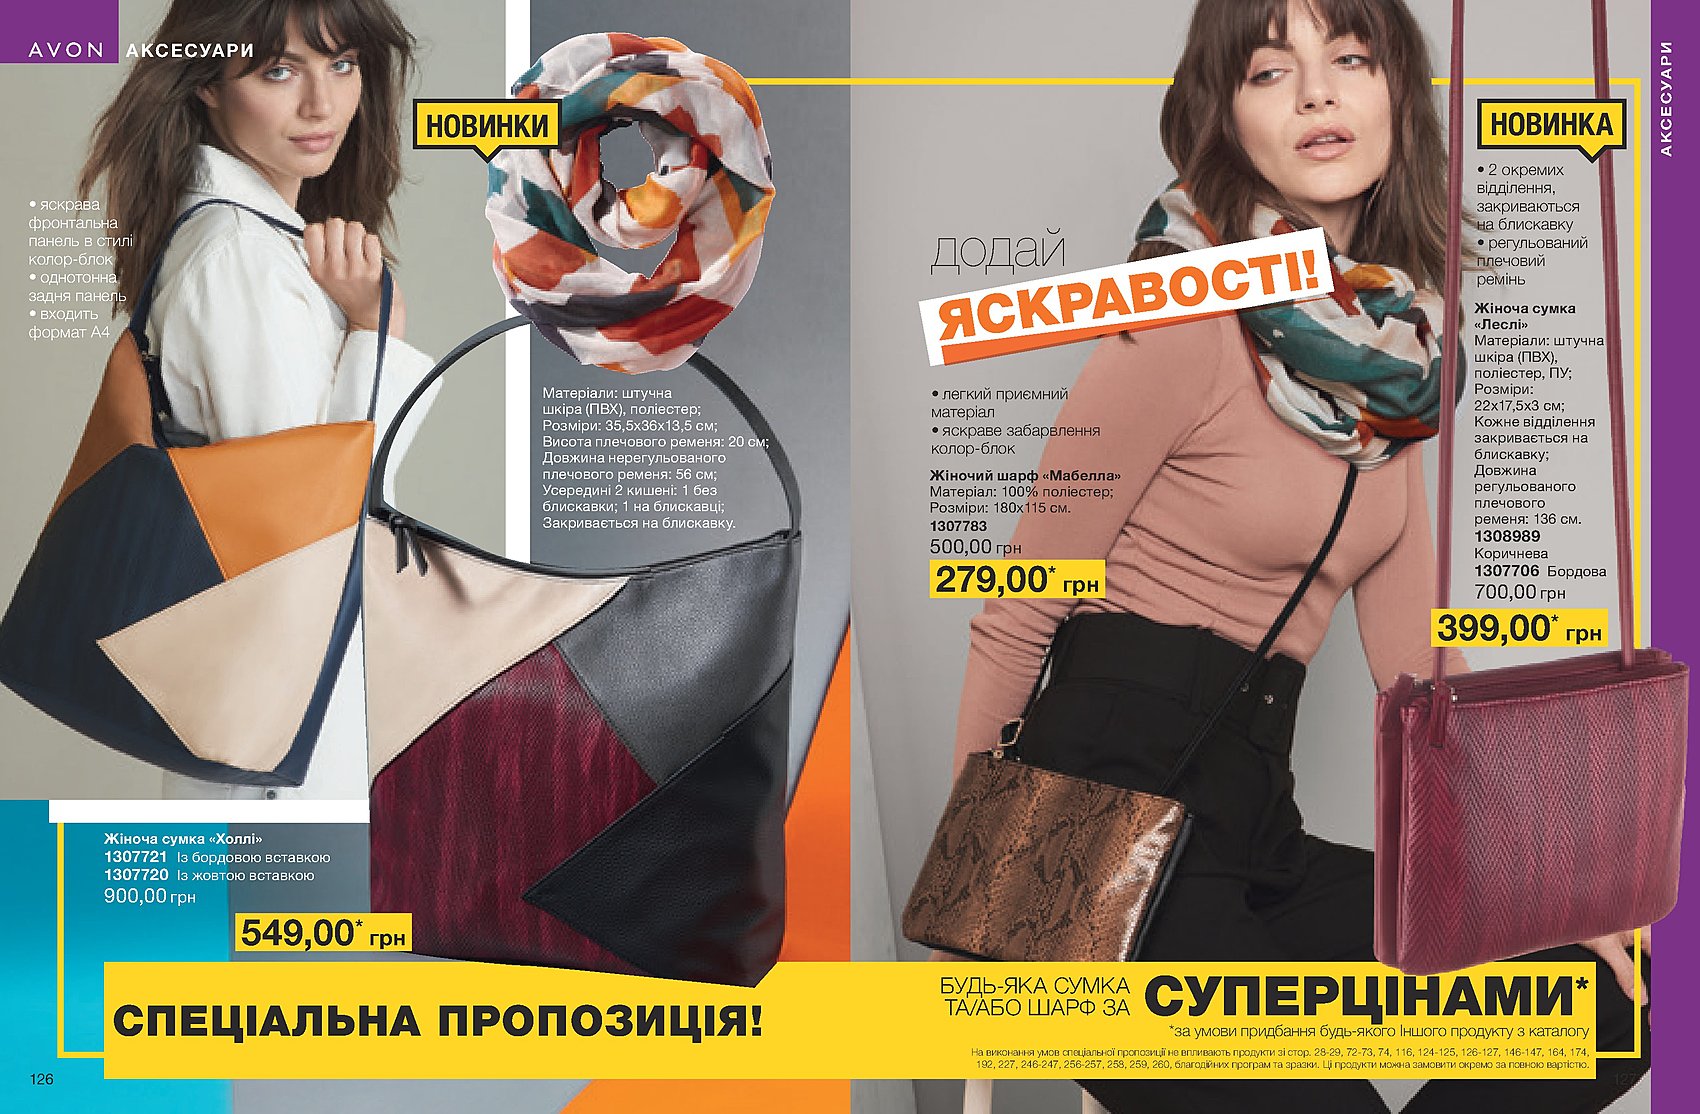 AVON АКСЕСУАРИ
НОВИНКИ
• яскрава
фронтальна
панель в стилі
колор-блок
• однотонна
задня панель
• входить
формат А4
Матеріали: штучна
шкіра (ПВХ), поліестер;
Розміри: 35,5х36х13,5 см;
Висота плечового ременя: 20 см;
Довжина нерегульованого
плечового ременя: 56 см;
Усередині 2 кишені: 1 без
блискавки; 1 на блискавці;
Закривається на блискавку.
Жіноча сумка «Холлі»
1307721 Із бордовою вставкою
1307720 Із жовтою вставкою
900,00 грн
549,00* грн
СПЕЦІАЛЬНА ПРОПОЗИЦІЯ!
126
ДОДАЙ
ЯСКРАВОСТІ!
• легкий приємний
матеріал
• яскраве забарвлення
колор-блок
Жіночий шарф «Мабелла»
Матеріал: 100% поліестер;
Розміри: 180х115 см.
1307783
500,00 грн
279,00* грн
АКСЕСУАРИ
НОВИНКА
• 2 окремих
відділення,
закриваються
на блискавку
• регульований
плечовий
ремінь
Жіноча сумка
«Леслі»
Матеріали: штучна
шкіра (ПВХ),
поліестер, ПУ;
Розміри:
22х17,5х3 см;
Кожне відділення
закривається на
блискавку;
Довжина
регульованого
плечового
ременя: 136 см.
1308989
Коричнева
1307706 Бордова
700,00 грн
399,00* грн
БУДЬ-ЯКА СУМКА
ТА/АБО ШАРФ ЗА
СУПЕРЦІНАМИ*
*за умови придбання будь-якого Іншого продукту з каталогу
На виконання умов спеціальної пропозиції не впливають продукти зі стор. 28-29, 72-73, 74, 116, 124-125, 126-127, 146-147, 164, 174,
192, 227, 246-247, 256-257, 258, 259, 260, благодійних програм та зразки. Ці продукти можна замовити окремо за повною вартістю.
127